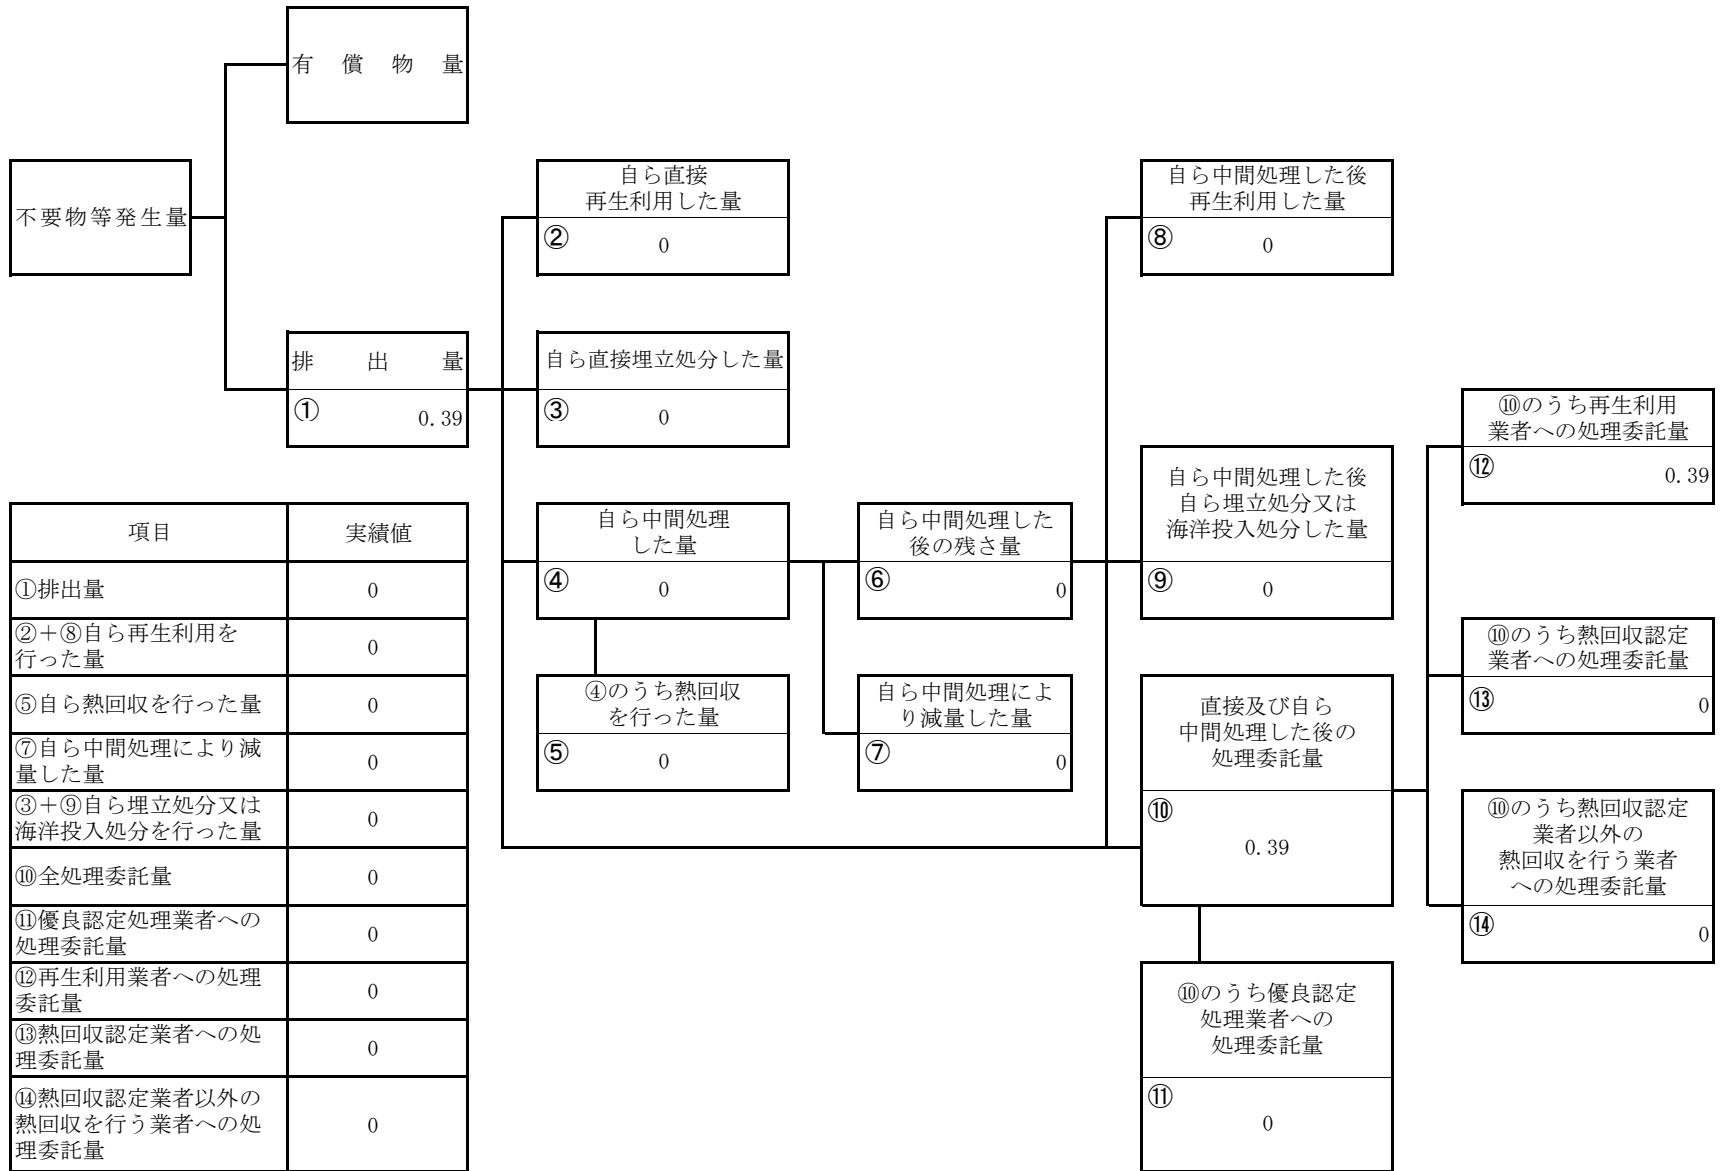 有償物量
不要物等発生量
排出量
① 0.39
自ら直接
再生利用した量
② 0
自ら直接埋立処分した量
③ 0
自ら中間処理
した量
④ 0
④のうち熱回収
を行った量
⑤ 0
自ら中間処理した
後の残さ量
⑥ 0
自ら中間処理によ
り減量した量
⑦ 0
自ら中間処理した後
再生利用した量
⑧ 0
自ら中間処理した後
自ら埋立処分又は
海洋投入処分した量
⑨ 0
直接及び自ら
中間処理した後の
処理委託量
⑩
0.39
⑩のうち優良認定
処理業者への
処理委託量
⑪
0
⑩のうち再生利用
業者への処理委託量
⑫ 0.39
⑩のうち熱回収認定
業者への処理委託量
⑬ 0
⑩のうち熱回収認定
業者以外の
熱回収を行う業者
への処理委託量
⑭ 0
項目 実績値
①排出量 0
②+⑧自ら再生利用を
行った量 0
⑤自ら熱回収を行った量 0
⑦自ら中間処理により減
量した量 0
③+⑨自ら埋立処分又は
海洋投入処分を行った量 0
⑩全処理委託量 0
⑪優良認定処理業者への
処理委託量 0
⑫再生利用業者への処理
委託量 0
⑬熱回収認定業者への処
理委託量 0
⑭熱回収認定業者以外の
熱回収を行う業者への処 0
理委託量